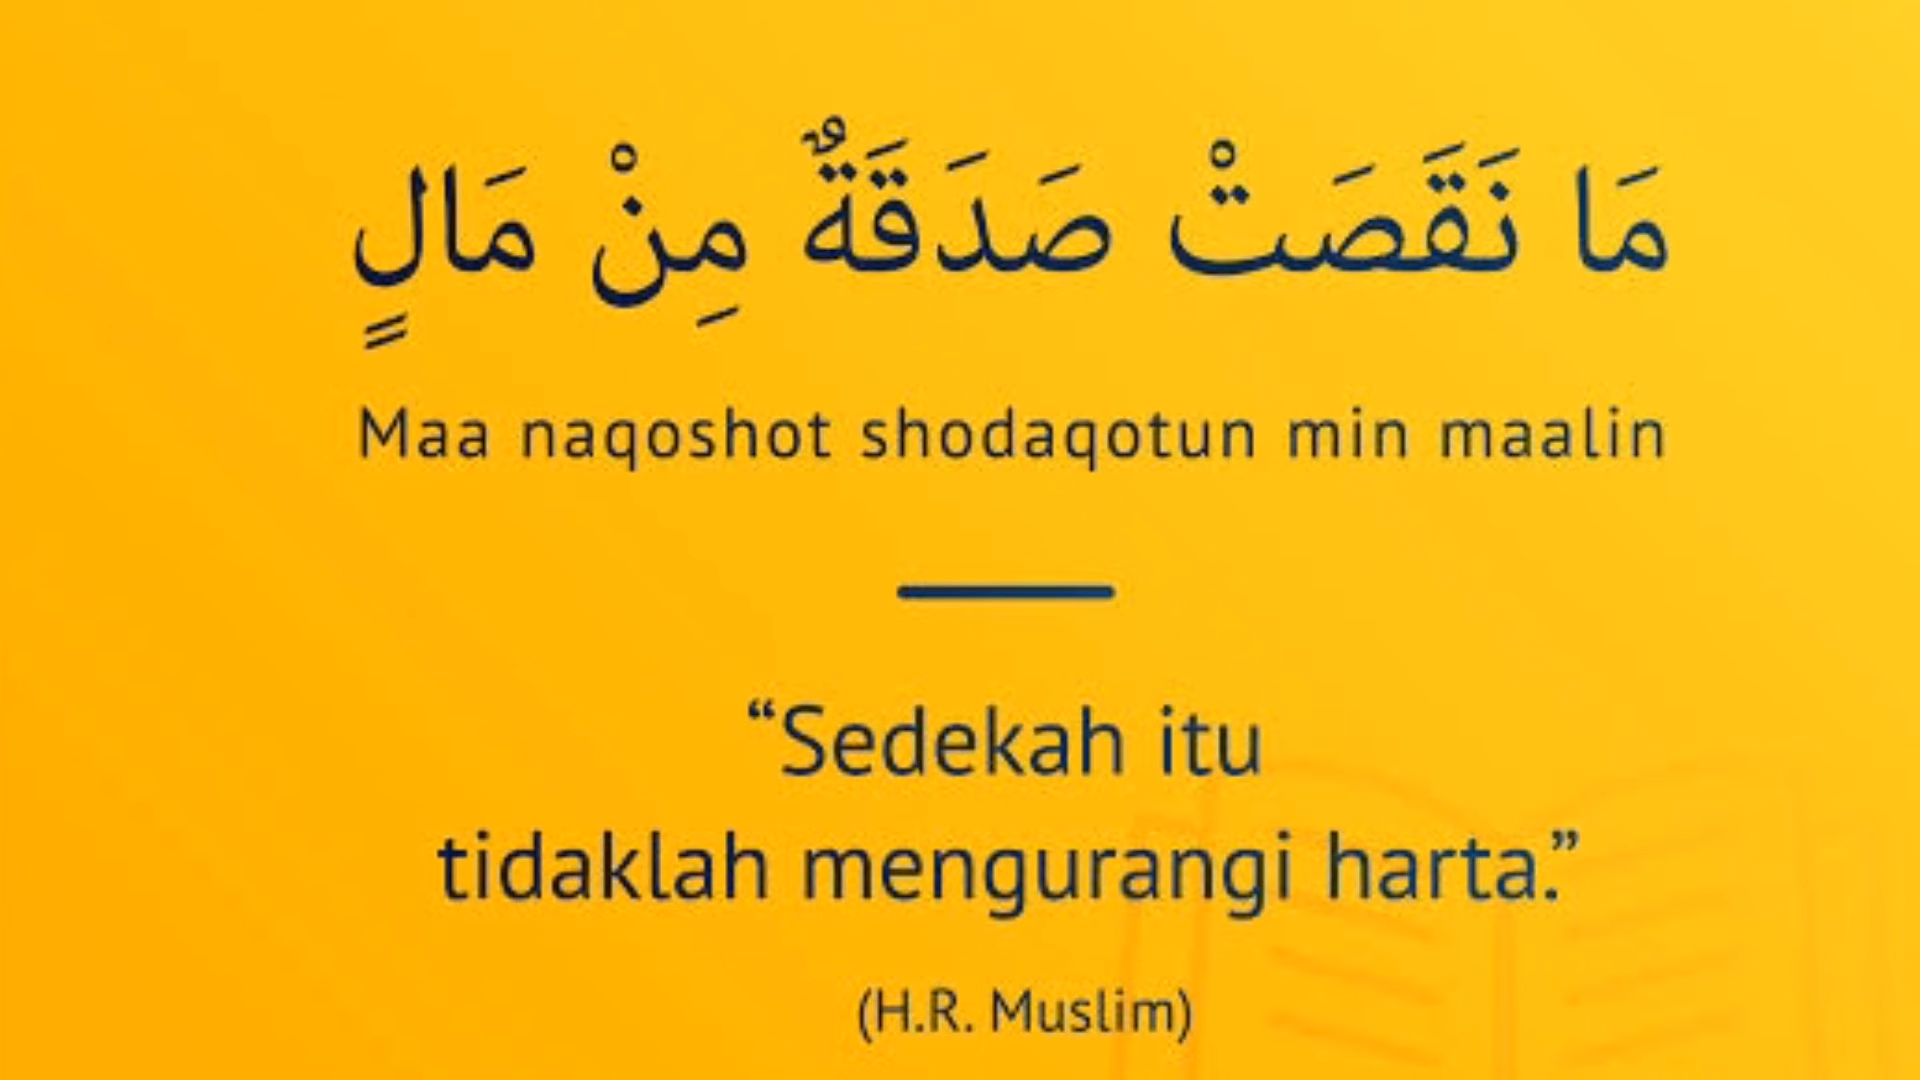 مَا نَقَصَتْ صَدَقَةٌ مِنْ مَالٍ
Maa naqoshot shodaqotun min maalin
“Sedekah itu
tidaklah mengurangi harta.”
(H.R. Muslim)